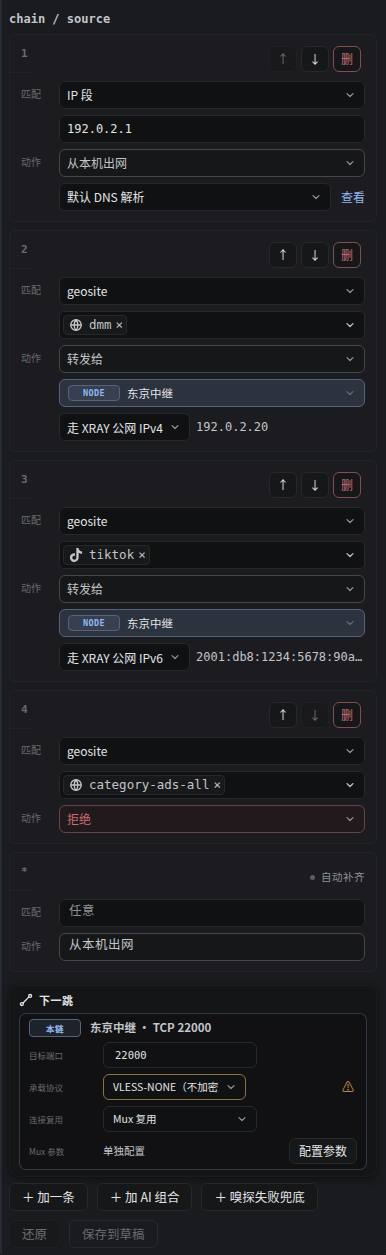 chain / source
1 ↑ ↓ 删
匹配 IP 段
192.0.2.1
动作 从本机出网
默认 DNS 解析 查看
2 ↑ ↓ 删
匹配 geosite
dmm ×
动作 转发给
NODE 东京中继
走 XRAY 公网 IPv4 192.0.2.20
3 ↑ ↓ 删
匹配 geosite
tiktok ×
动作 转发给
NODE 东京中继
走 XRAY 公网 IPv6 2001:db8:1234:5678:90a…
4 ↑ ↓ 删
匹配 geosite
category-ads-all ×
动作 拒绝
* 自动补齐
匹配 任意
动作 从本机出网
下一跳
本链 东京中继 • TCP 22000
目标端口 22000
承载协议 VLESS-NONE（不加密
连接复用 Mux 复用
Mux 参数 单独配置 配置参数
＋ 加一条 ＋ 加 AI 组合 ＋ 嗅探失败兜底
还原 保存到草稿